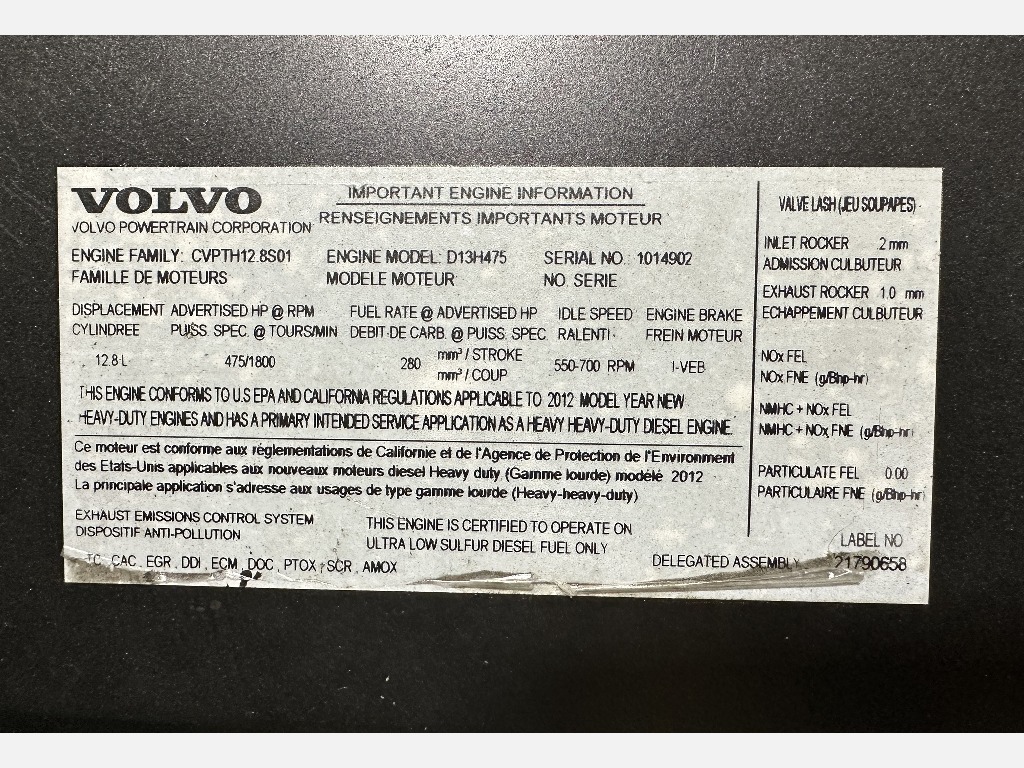 VOLVO
VOLVO POWERTRAIN CORPORATION
IMPORTANT ENGINE INFORMATION
RENSEIGNEMENTS IMPORTANTS MOTEUR
ENGINE FAMILY: CVPTH12.8S01 ENGINE MODEL: D13H475 SERIAL NO. 1014902
FAMILLE DE MOTEURS MODELE MOTEUR NO. SERIE
DISPLACEMENT ADVERTISED HP @ RPM FUEL RATE @ ADVERTISED HP IDLE SPEED ENGINE BRAKE
CYLINDREE PUISS. SPEC. @ TOURS/MIN DEBIT DE CARB. @ PUISS. SPEC RALENTI FREIN MOTEUR
12.8 L 475/1800 280 mm³ / STROKE 550-700 RPM I-VEB
mm³ / COUP
THIS ENGINE CONFORMS TO U.S EPA AND CALIFORNIA REGULATIONS APPLICABLE TO 2012 MODEL YEAR NEW
HEAVY-DUTY ENGINES AND HAS A PRIMARY INTENDED SERVICE APPLICATION AS A HEAVY HEAVY-DUTY DIESEL ENGINE.
Ce moteur est conforme aux réglementations de Californie et de l'Agence de Protection de l'Environment
des Etats-Unis applicables aux nouveaux moteurs diesel Heavy duty (Gamme lourde) modélé 2012
La principale application s'adresse aux usages de type gamme lourde (Heavy-heavy-duty)
EXHAUST EMISSIONS CONTROL SYSTEM
DISPOSITIF ANTI-POLLUTION
TC, CAC, EGR, DDI, ECM, DOC, PTOX, SCR, AMOX
THIS ENGINE IS CERTIFIED TO OPERATE ON
ULTRA LOW SULFUR DIESEL FUEL ONLY
DELEGATED ASSEMBLY
VALVE LASH (JEU SOUPAPES)
INLET ROCKER .2 mm
ADMISSION CULBUTEUR
EXHAUST ROCKER 1.0 mm
ECHAPPEMENT CULBUTEUR
NOx FEL
NOx FNE (g/Bhp-hr)
NMHC + NOx FEL
NMHC + NOx FNE (g/Bhp-hr)
PARTICULATE FEL 0.00
PARTICULAIRE FNE (g/Bhp-hr)
LABEL NO
21790658